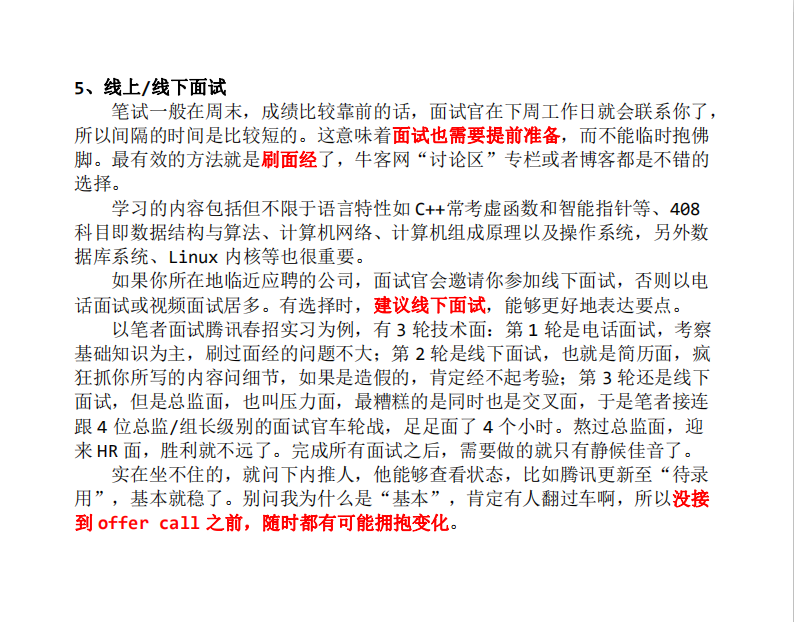 5、线上/线下面试
笔试一般在周末，成绩比较靠前的话，面试官在下周工作日就会联系你了，
所以间隔的时间是比较短的。这意味着面试也需要提前准备，而不能临时抱佛
脚。最有效的方法就是刷面经了，牛客网“讨论区”专栏或者博客都是不错的
选择。
学习的内容包括但不限于语言特性如 C++常考虚函数和智能指针等、408
科目即数据结构与算法、计算机网络、计算机组成原理以及操作系统，另外数
据库系统、Linux 内核等也很重要。
如果你所在地临近应聘的公司，面试官会邀请你参加线下面试，否则以电
话面试或视频面试居多。有选择时，建议线下面试，能够更好地表达要点。
以笔者面试腾讯春招实习为例，有 3 轮技术面：第 1 轮是电话面试，考察
基础知识为主，刷过面经的问题不大；第 2 轮是线下面试，也就是简历面，疯
狂抓你所写的内容问细节，如果是造假的，肯定经不起考验；第 3 轮还是线下
面试，但是总监面，也叫压力面，最糟糕的是同时也是交叉面，于是笔者接连
跟 4 位总监/组长级别的面试官车轮战，足足面了 4 个小时。熬过总监面，迎
来 HR 面，胜利就不远了。完成所有面试之后，需要做的就只有静候佳音了。
实在坐不住的，就问下内推人，他能够查看状态，比如腾讯更新至“待录
用”，基本就稳了。别问我为什么是“基本”，肯定有人翻过车啊，所以没接
到 offer call 之前，随时都有可能拥抱变化。